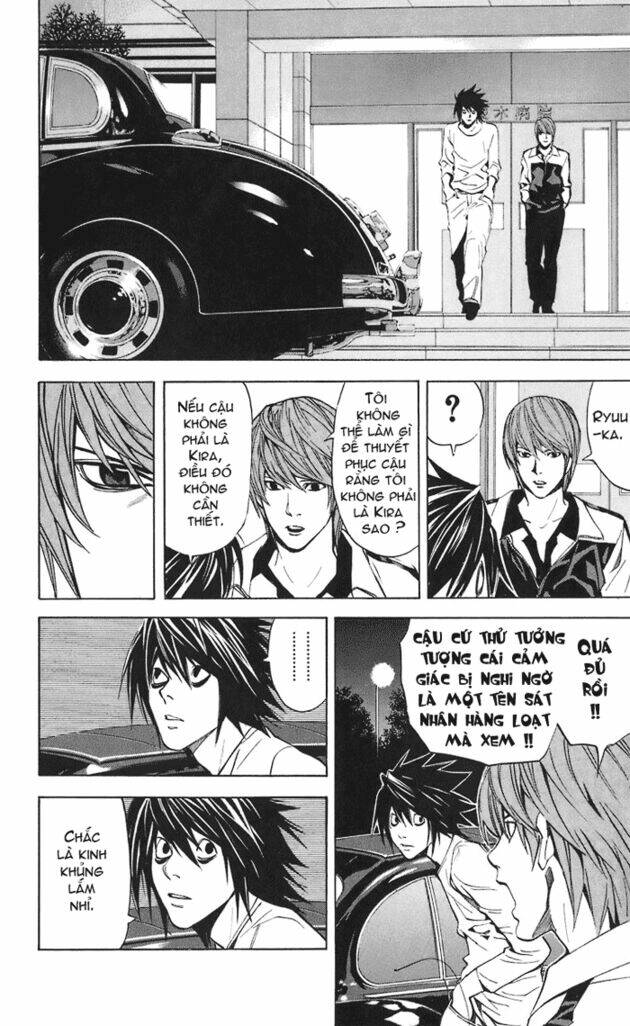 木病院
RYUU
-KA.
?
TÔI
KHÔNG
THỂ LÀM GÌ
ĐỂ THUYẾT
PHỤC CẬU
RẰNG TÔI
KHÔNG PHẢI
LÀ KIRA
SAO ?
NẾU CẬU
KHÔNG
PHẢI LÀ
KIRA,
ĐIỀU ĐÓ
KHÔNG
CẦN
THIẾT.
QUÁ
ĐỦ
RỒI
!!
CẬU CỨ THỬ TƯỞNG
TƯỢNG CÁI CẢM
GIÁC BỊ NGHI NGỜ
LÀ MỘT TÊN SÁT
NHÂN HÀNG LOẠT
MÀ XEM !!
.........
CHẮC
LÀ KINH
KHỦNG
LẮM
NHỈ.